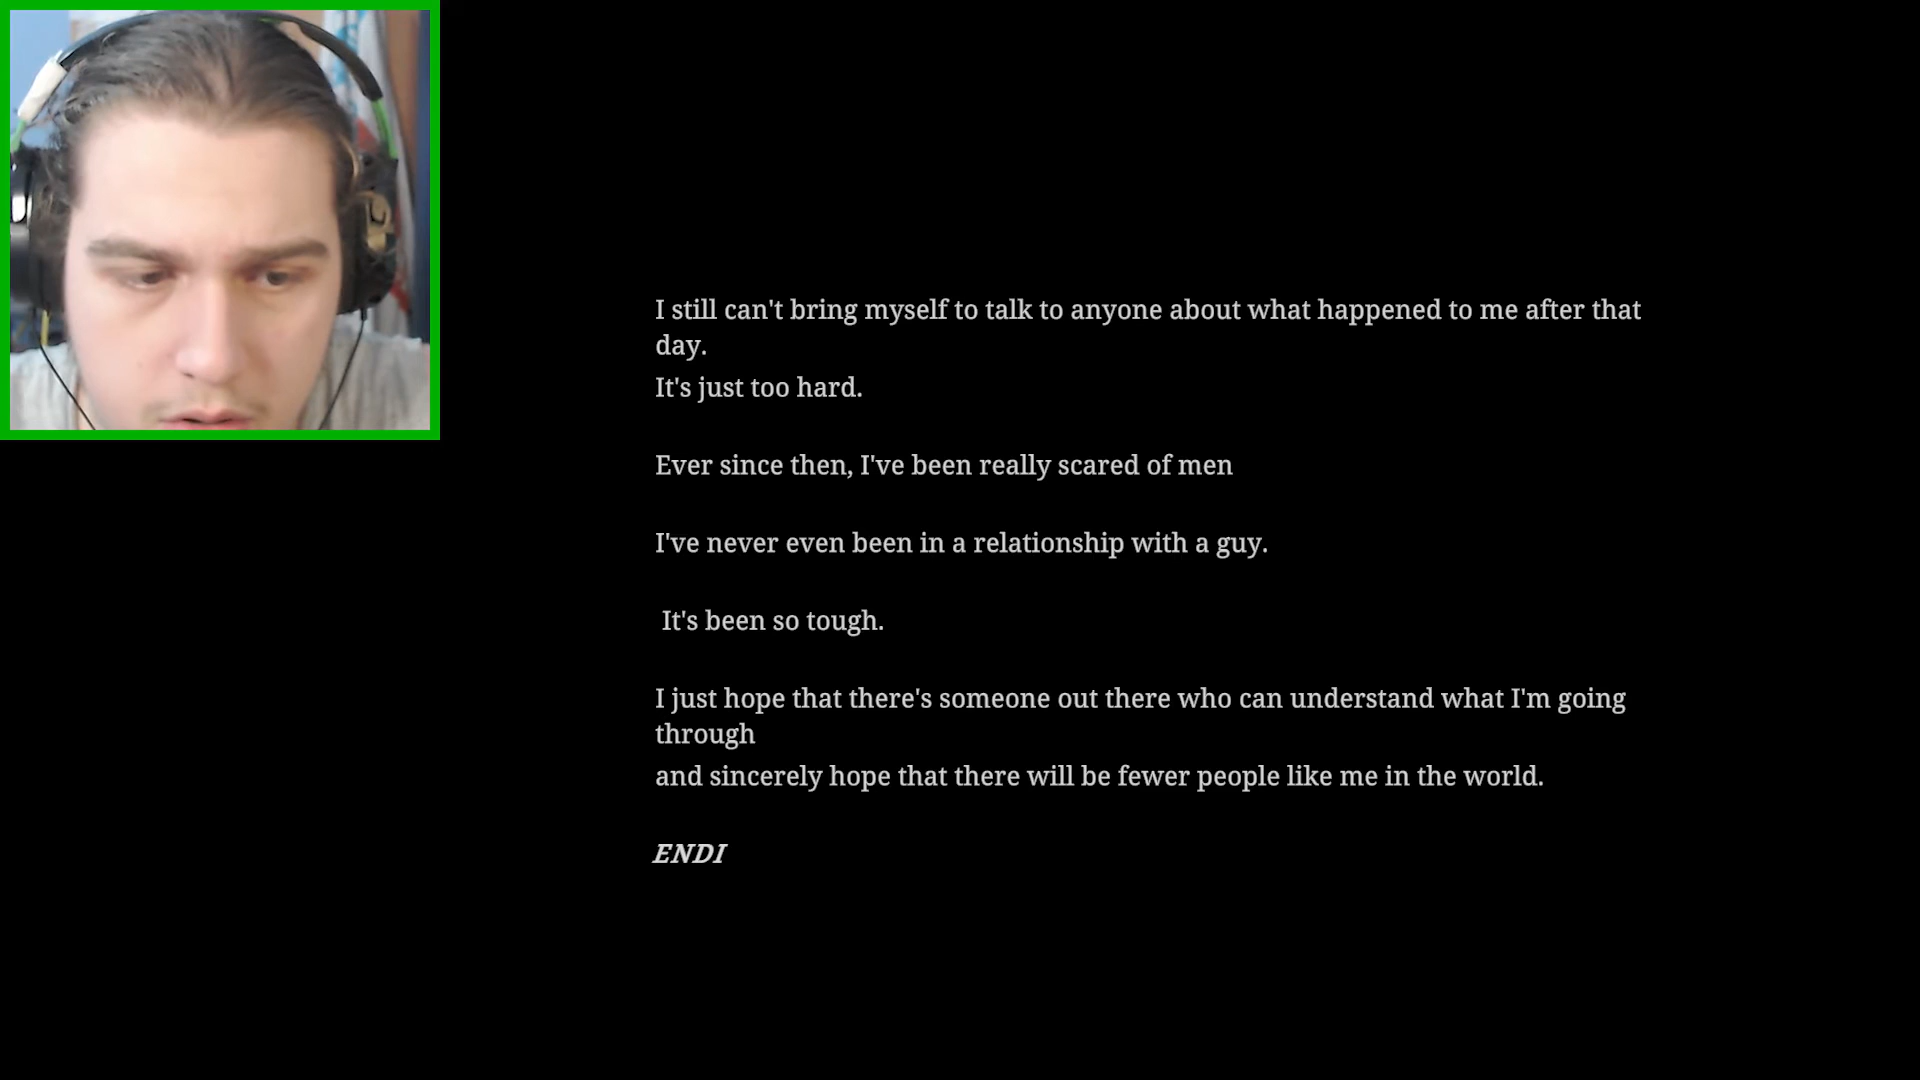 I still can't bring myself to talk to anyone about what happened to me after that
day.
It's just too hard.
Ever since then, I've been really scared of men
I've never even been in a relationship with a guy.
It's been so tough.
I just hope that there's someone out there who can understand what I'm going
through
and sincerely hope that there will be fewer people like me in the world.
ENDI